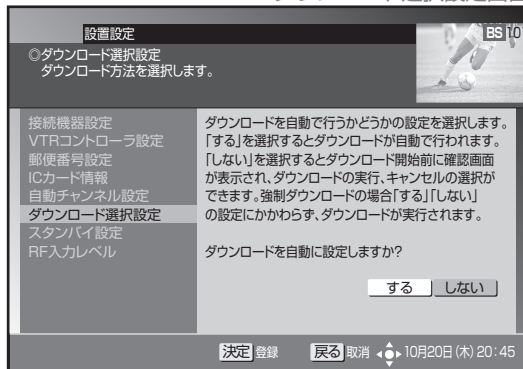 設置設定
BS 10
◎ダウンロード選択設定
ダウンロード方法を選択します。
接続機器設定
VTRコントローラ設定
郵便番号設定
ICカード情報
自動チャンネル設定
ダウンロード選択設定
スタンバイ設定
RF入力レベル
ダウンロードを自動で行うかどうかの設定を選択します。
「する」を選択するとダウンロードが自動で行われます。
「しない」を選択するとダウンロード開始前に確認画面
が表示され、ダウンロードの実行、キャンセルの選択が
できます。強制ダウンロードの場合「する」「しない」
の設定にかかわらず、ダウンロードが実行されます。
ダウンロードを自動に設定しますか?
する しない
決定 登録 戻る 取消 10月20日(木)20:45